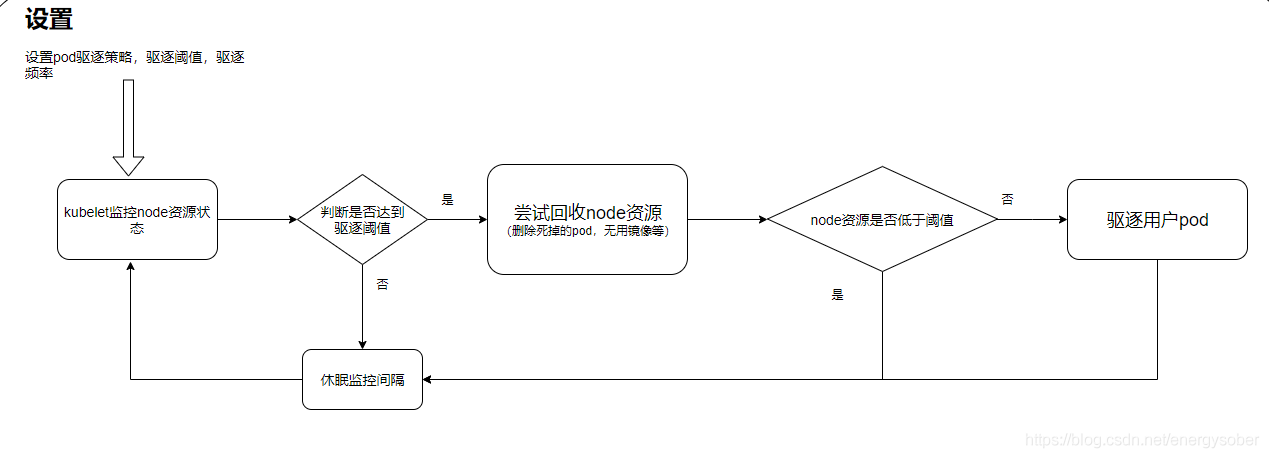 设置
设置pod驱逐策略，驱逐阈值，驱逐
频率
kubelet监控node资源状
态
判断是否达到
驱逐阈值
是
尝试回收node资源
（删除死掉的pod，无用镜像等）
node资源是否低于阈值
否
驱逐用户pod
否
是
休眠监控间隔
https://blog.csdn.net/energysober